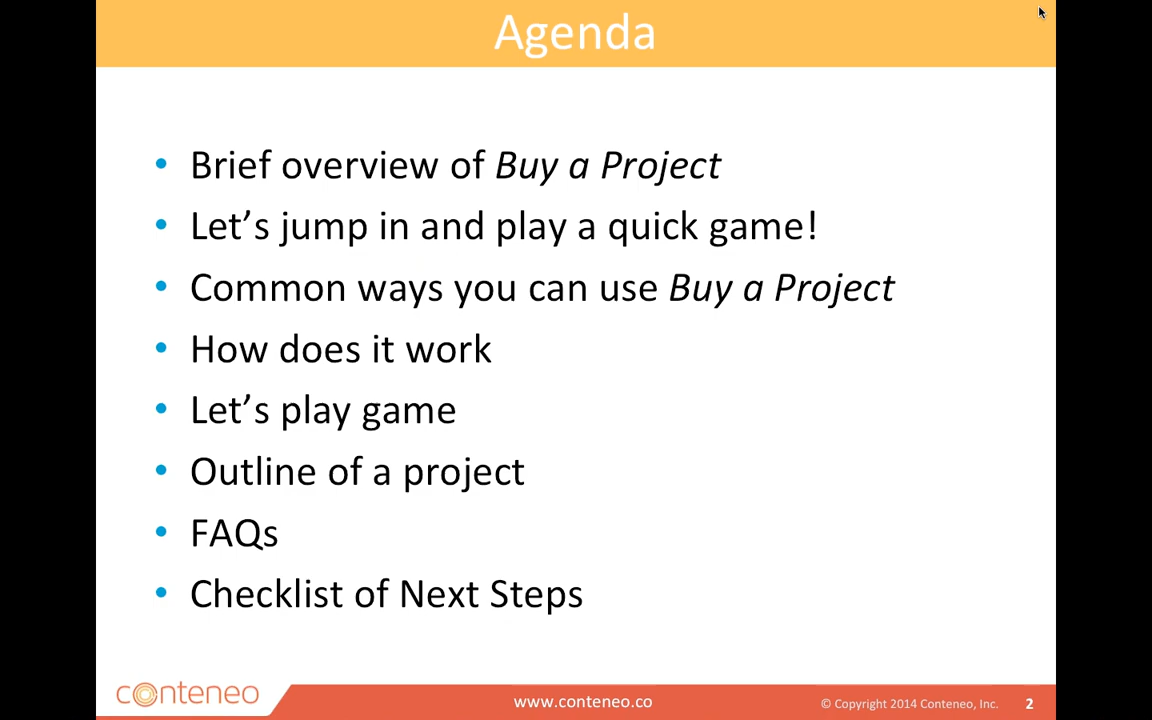 Agenda
• Brief overview of Buy a Project
• Let’s jump in and play a quick game!
• Common ways you can use Buy a Project
• How does it work
• Let’s play game
• Outline of a project
• FAQs
• Checklist of Next Steps
conteneo
www.conteneo.co
© Copyright 2014 Conteneo, Inc.
2